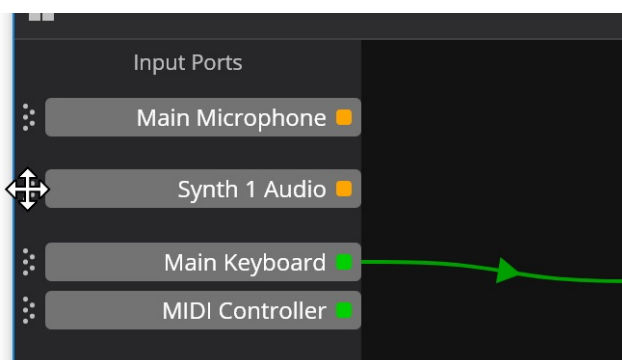 Input Ports
Main Microphone
Synth 1 Audio
Main Keyboard
MIDI Controller